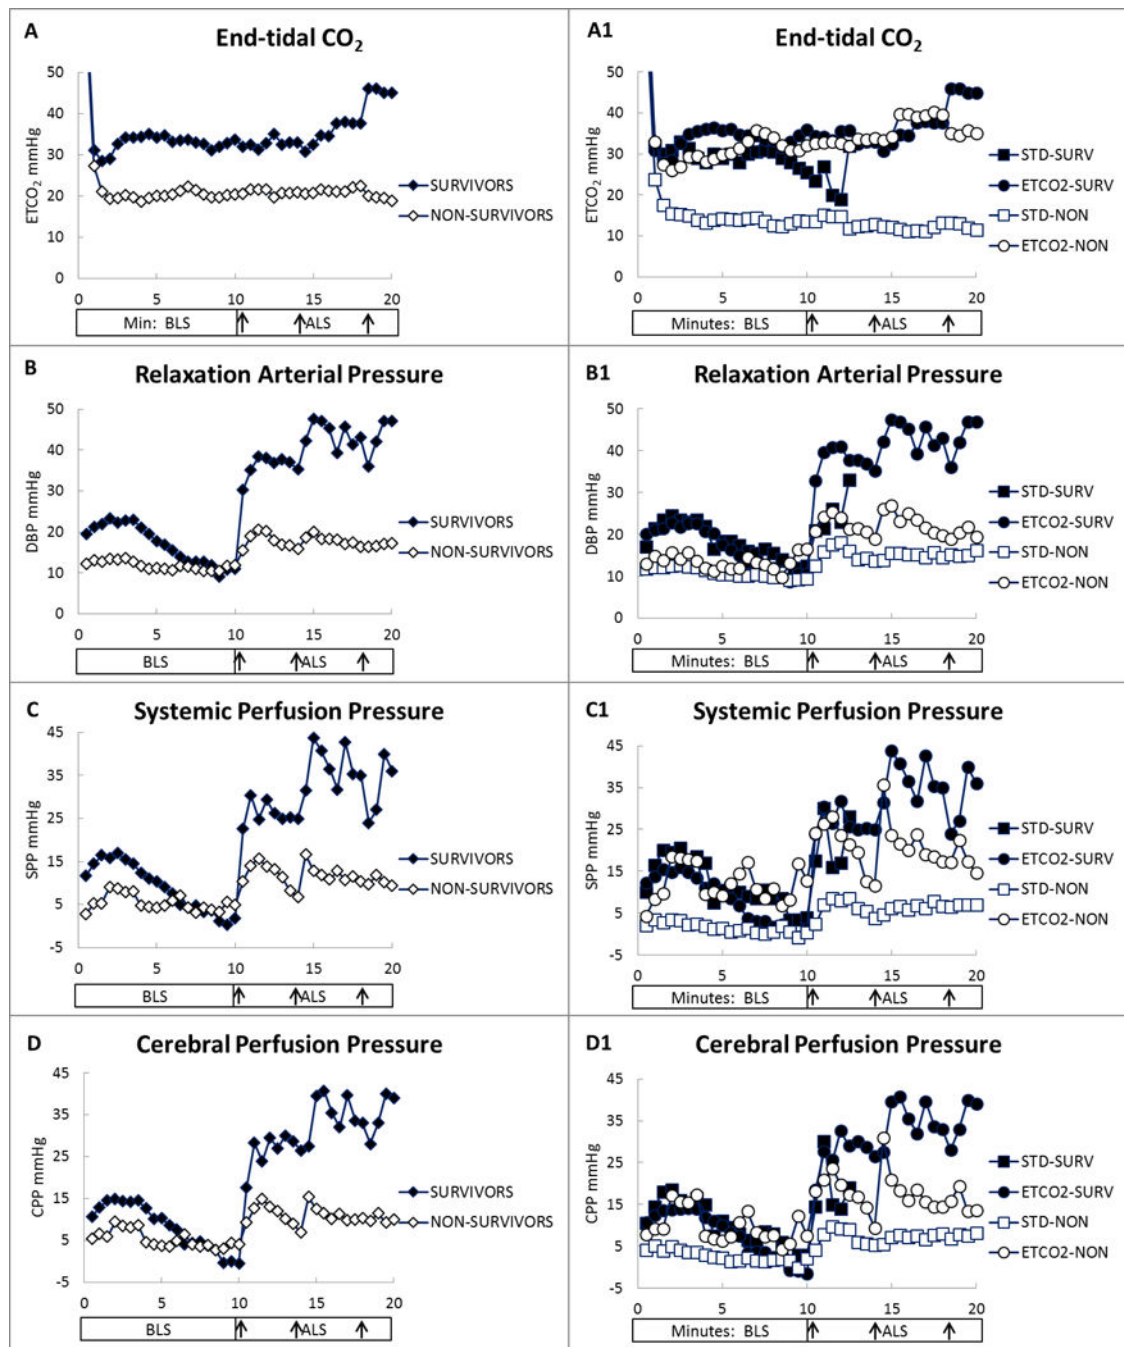 A
End-tidal CO2
50
40
30
20
10
0
ETCO2 mmHg
SURVIVORS
NON-SURVIVORS
0 5 10 15 20
Min: BLS ALS
A1
End-tidal CO2
50
40
30
20
10
0
ETCO2 mmHg
STD-SURV
ETCO2-SURV
STD-NON
ETCO2-NON
0 5 10 15 20
Minutes: BLS ALS
B
Relaxation Arterial Pressure
50
40
30
20
10
0
DBP mmHg
SURVIVORS
NON-SURVIVORS
0 5 10 15 20
BLS ALS
B1
Relaxation Arterial Pressure
50
40
30
20
10
0
DBP mmHg
STD-SURV
ETCO2-SURV
STD-NON
ETCO2-NON
0 5 10 15 20
Minutes: BLS ALS
C
Systemic Perfusion Pressure
45
35
25
15
5
-5
SPP mmHg
SURVIVORS
NON-SURVIVORS
0 5 10 15 20
BLS ALS
C1
Systemic Perfusion Pressure
45
35
25
15
5
-5
SPP mmHg
STD-SURV
ETCO2-SURV
STD-NON
ETCO2-NON
0 5 10 15 20
Minutes: BLS ALS
D
Cerebral Perfusion Pressure
45
35
25
15
5
-5
CPP mmHg
SURVIVORS
NON-SURVIVORS
0 5 10 15 20
BLS ALS
D1
Cerebral Perfusion Pressure
45
35
25
15
5
-5
CPP mmHg
STD-SURV
ETCO2-SURV
STD-NON
ETCO2-NON
0 5 10 15 20
Minutes: BLS ALS